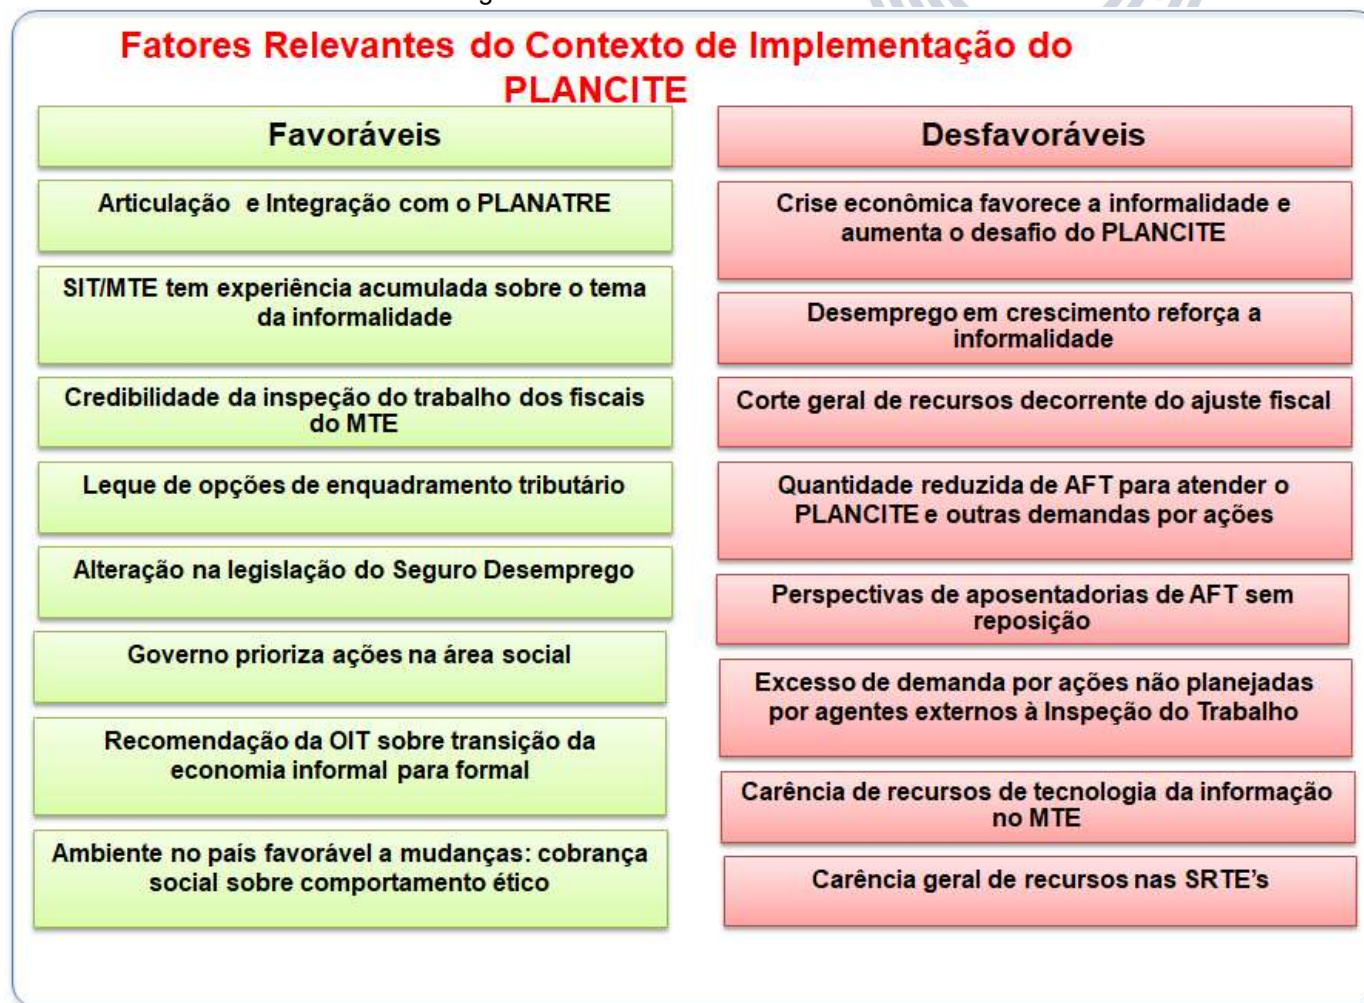 Fatores Relevantes do Contexto de Implementação do
PLANCITE
Favoráveis
Articulação e Integração com o PLANATRE
SIT/MTE tem experiência acumulada sobre o tema
da informalidade
Credibilidade da inspeção do trabalho dos fiscais
do MTE
Leque de opções de enquadramento tributário
Alteração na legislação do Seguro Desemprego
Governo prioriza ações na área social
Recomendação da OIT sobre transição da
economia informal para formal
Ambiente no país favorável a mudanças: cobrança
social sobre comportamento ético
Desfavoráveis
Crise econômica favorece a informalidade e
aumenta o desafio do PLANCITE
Desemprego em crescimento reforça a
informalidade
Corte geral de recursos decorrente do ajuste fiscal
Quantidade reduzida de AFT para atender o
PLANCITE e outras demandas por ações
Perspectivas de aposentadorias de AFT sem
reposição
Excesso de demanda por ações não planejadas
por agentes externos à Inspeção do Trabalho
Carência de recursos de tecnologia da informação
no MTE
Carência geral de recursos nas SRTE's